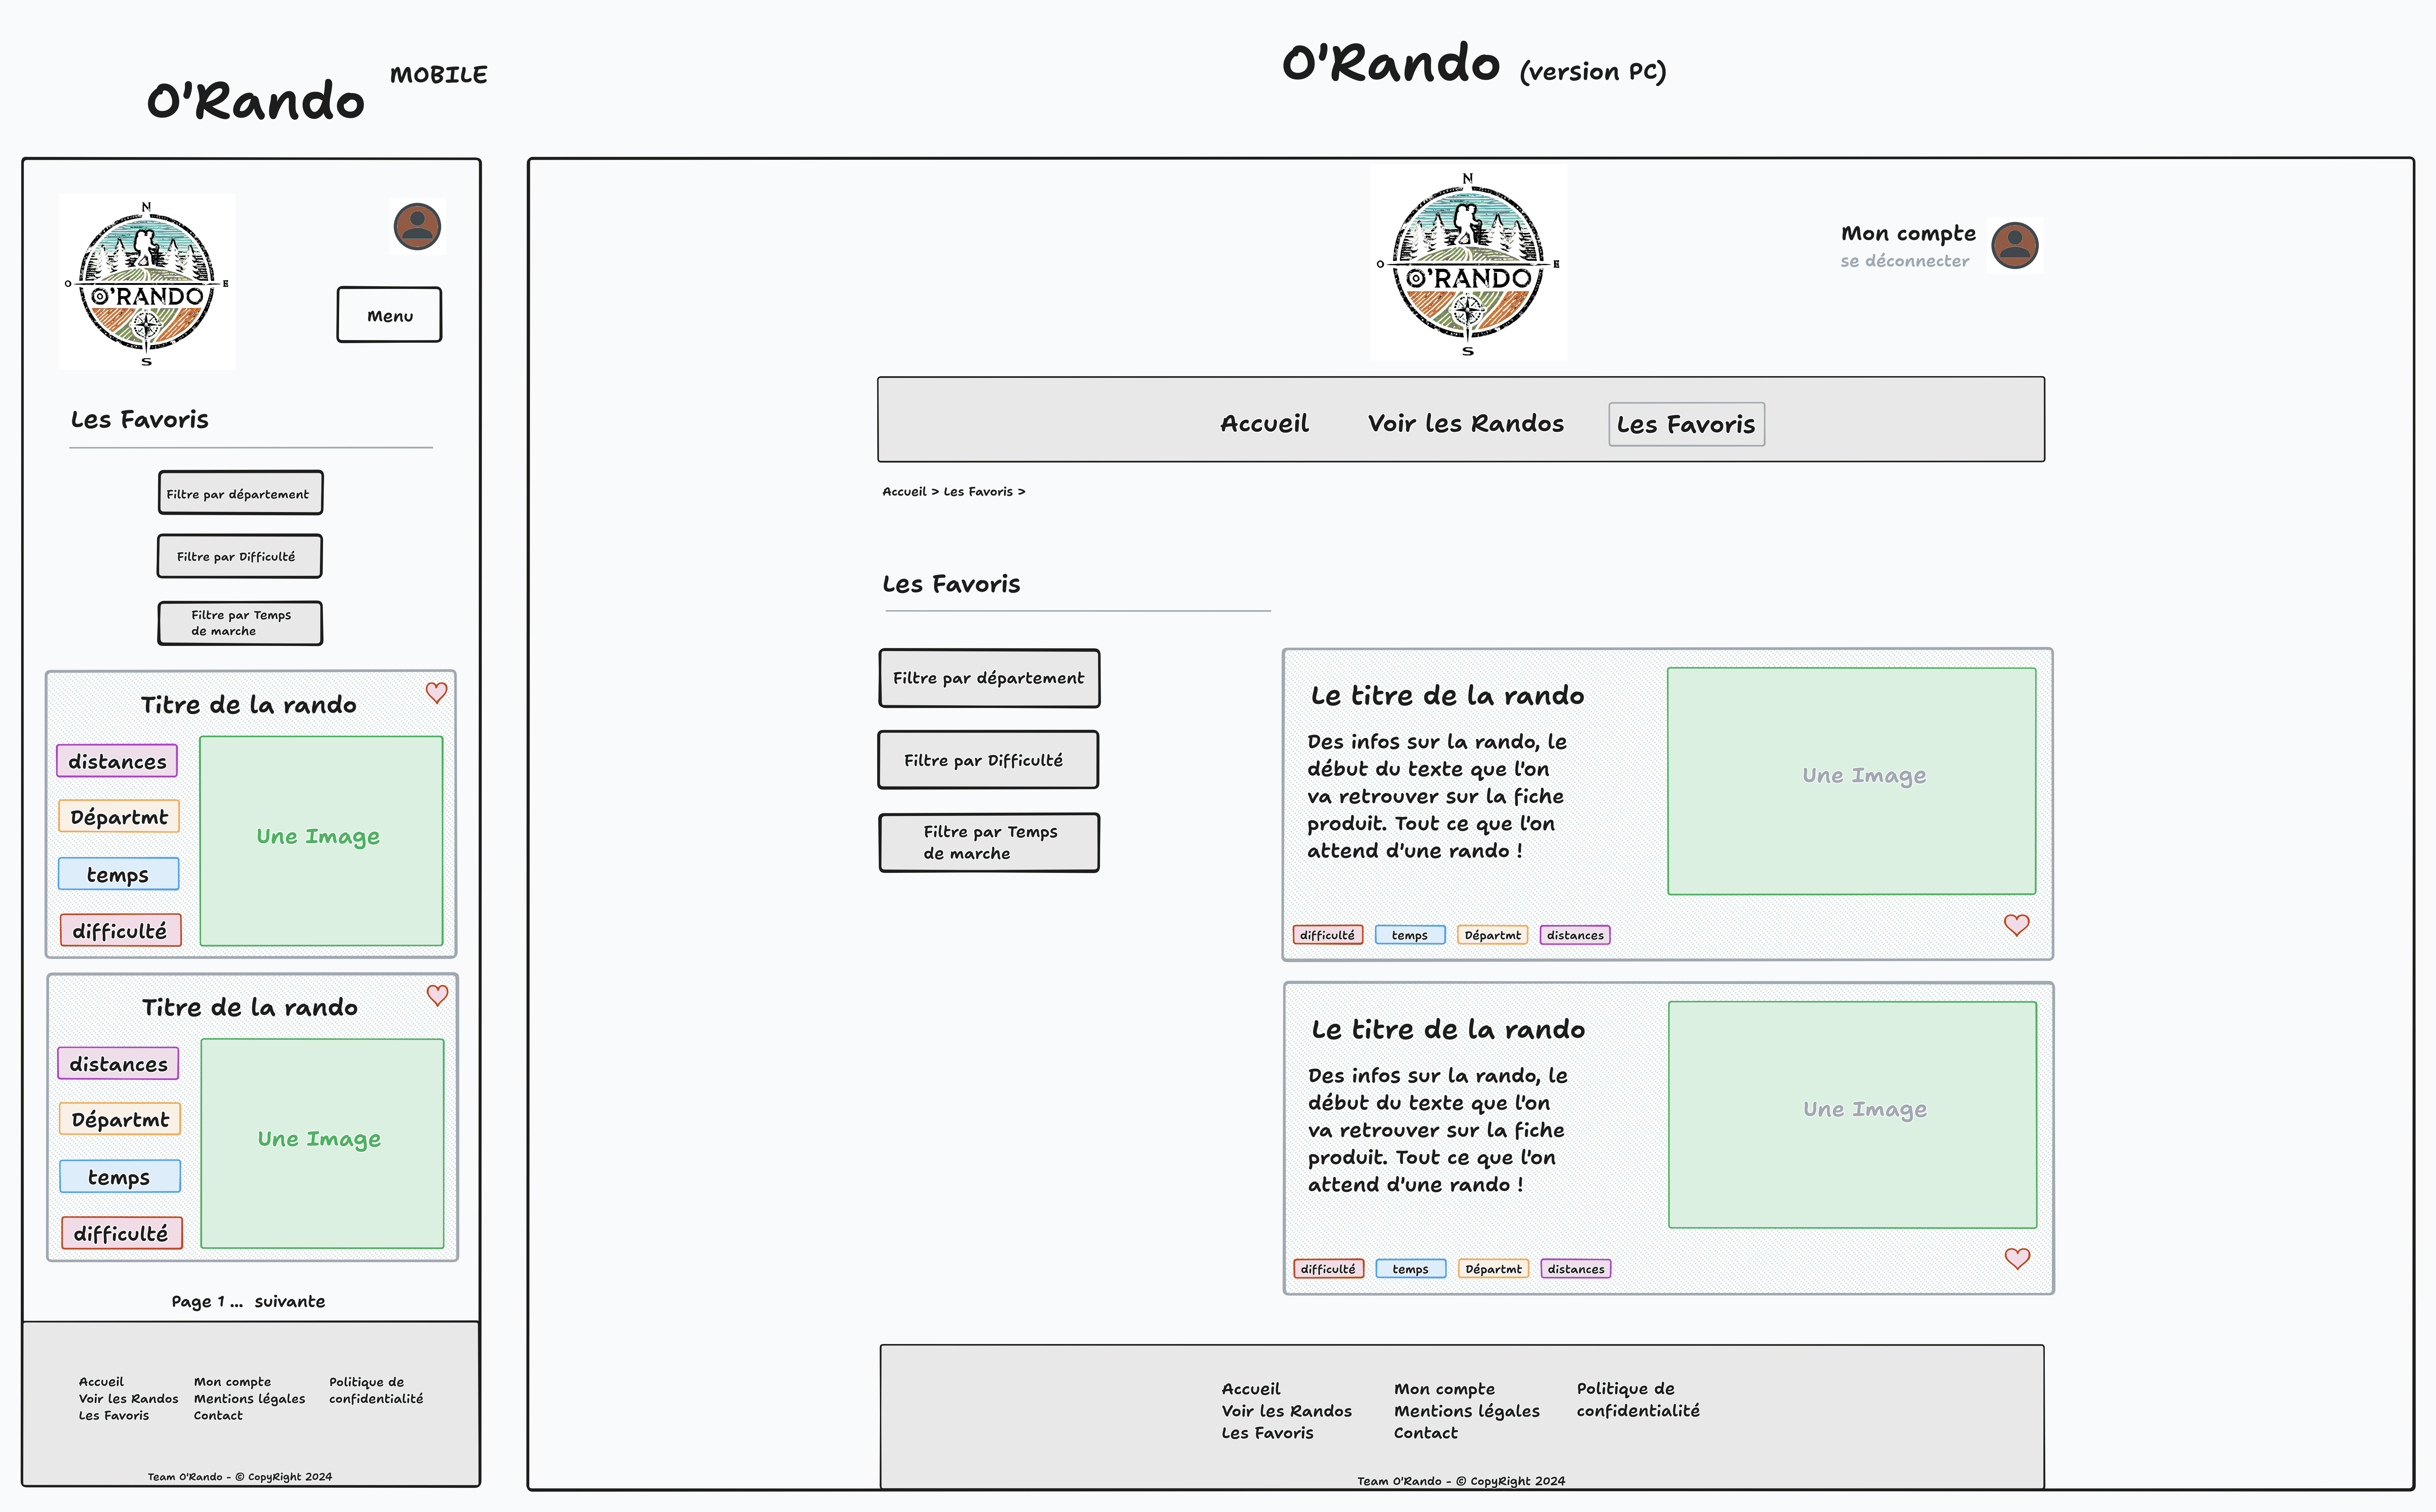 O'Rando
MOBILE
N
O
E
O'RANDO
S
Menu
Les Favoris
Filtre par département
Filtre par Difficulté
Filtre par Temps
de marche
Titre de la rando
distances
Départmt
temps
difficulté
Une Image
Titre de la rando
distances
Départmt
temps
difficulté
Une Image
Page 1 ... suivante
Accueil
Voir les Randos
Les Favoris
Mon compte
Mentions légales
Contact
Politique de
confidentialité
Team O'Rando - © CopyRight 2024
O'Rando (version PC)
N
O
E
O'RANDO
S
Mon compte
se déconnecter
Accueil
Voir les Randos
Les Favoris
Accueil > Les Favoris >
Les Favoris
Filtre par département
Filtre par Difficulté
Filtre par Temps
de marche
Le titre de la rando
Des infos sur la rando, le
début du texte que l'on
va retrouver sur la fiche
produit. Tout ce que l'on
attend d'une rando !
Une Image
difficulté
temps
Départmt
distances
Le titre de la rando
Des infos sur la rando, le
début du texte que l'on
va retrouver sur la fiche
produit. Tout ce que l'on
attend d'une rando !
Une Image
difficulté
temps
Départmt
distances
Accueil
Voir les Randos
Les Favoris
Mon compte
Mentions légales
Contact
Politique de
confidentialité
Team O'Rando - © CopyRight 2024